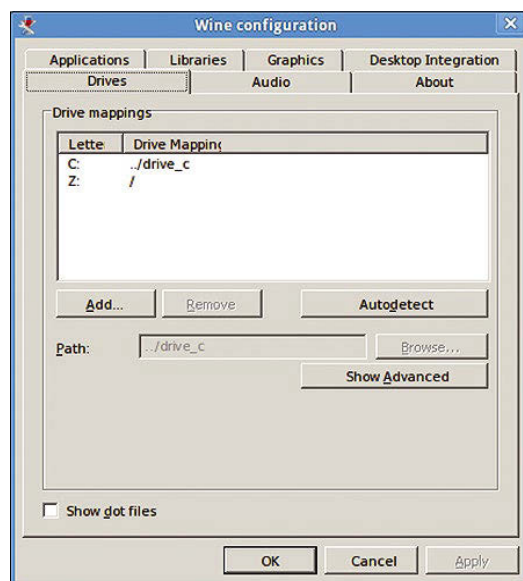 Wine configuration
Applications Libraries Graphics Desktop Integration
Drives Audio About
Drive mappings
Lette Drive Mapping
C: ../drive_c
Z: /
Add... Remove Autodetect
Path: ../drive_c Browse...
Show Advanced
Show dot files
OK Cancel Apply